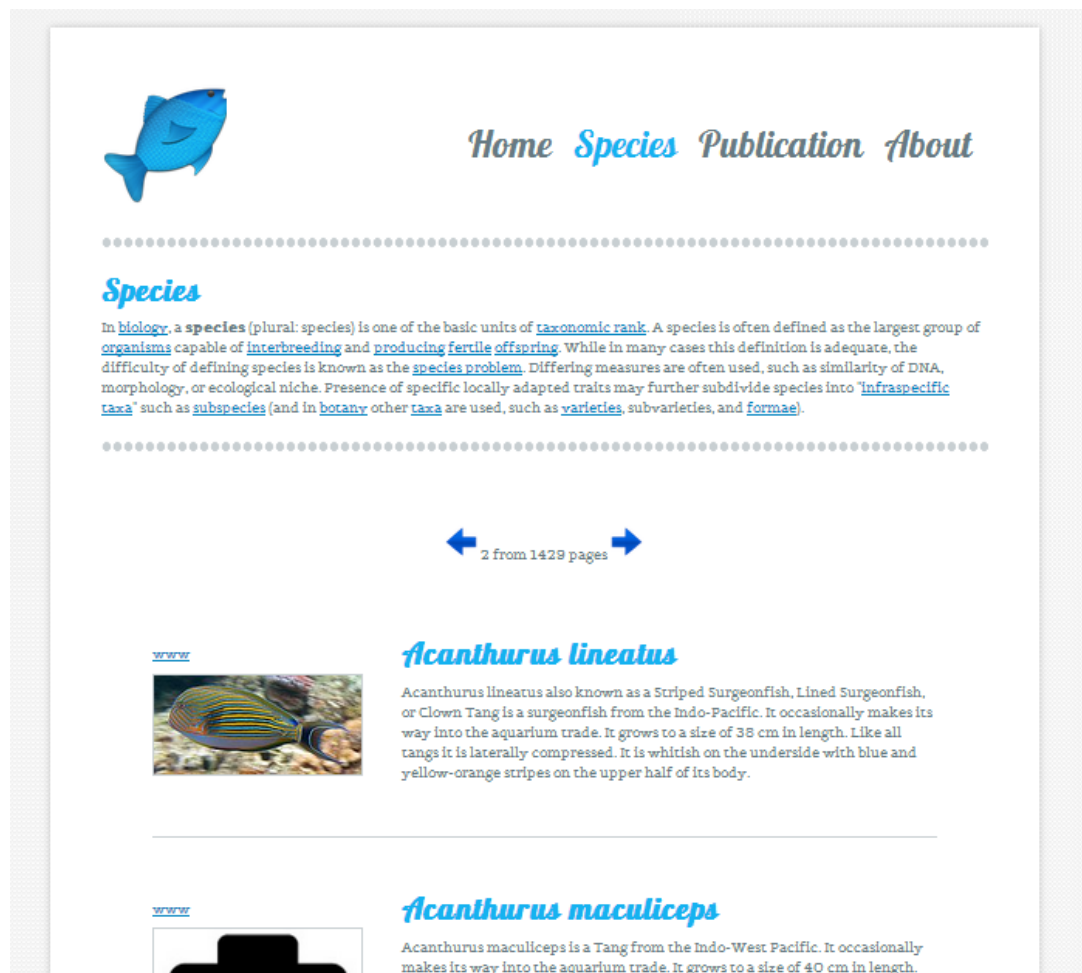 Home Species Publication About
Species
In biology, a species (plural: species) is one of the basic units of taxonomic rank. A species is often defined as the largest group of
organisms capable of interbreeding and producing fertile offspring. While in many cases this definition is adequate, the
difficulty of defining species is known as the species problem. Differing measures are often used, such as similarity of DNA,
morphology, or ecological niche. Presence of specific locally adapted traits may further subdivide species into "infraspecific
taxa" such as subspecies (and in botany other taxa are used, such as varieties, subvarieties, and formae).
2 from 1429 pages
www
Acanthurus lineatus
Acanthurus lineatus also known as a Striped Surgeonfish, Lined Surgeonfish,
or Clown Tang is a surgeonfish from the Indo-Pacific. It occasionally makes its
way into the aquarium trade. It grows to a size of 38 cm in length. Like all
tangs it is laterally compressed. It is whitish on the underside with blue and
yellow-orange stripes on the upper half of its body.
www
Acanthurus maculiceps
Acanthurus maculiceps is a Tang from the Indo-West Pacific. It occasionally
makes its way into the aquarium trade. It grows to a size of 40 cm in length.